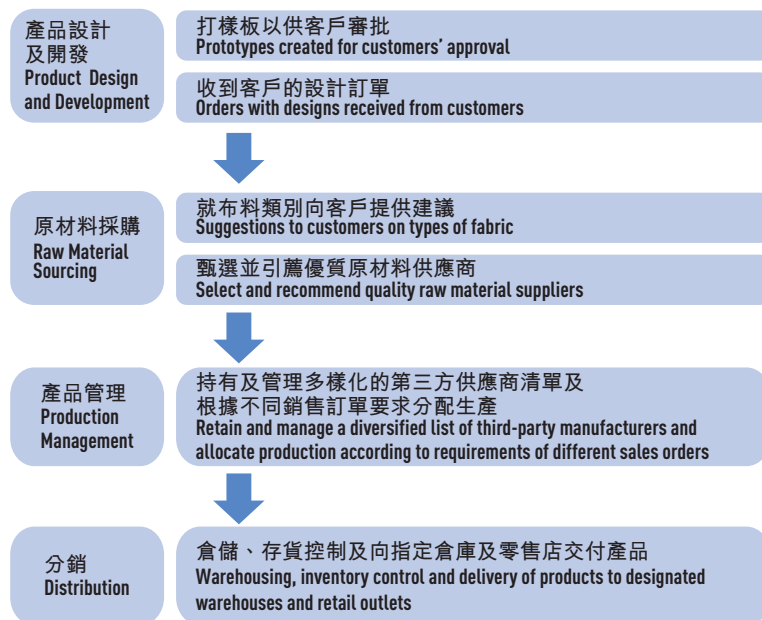 產品設計
及開發
Product Design
and Development
打樣板以供客戶審批
Prototypes created for customers’ approval
收到客戶的設計訂單
Orders with designs received from customers
原材料採購
Raw Material
Sourcing
就布料類別向客戶提供建議
Suggestions to customers on types of fabric
甄選並引薦優質原材料供應商
Select and recommend quality raw material suppliers
產品管理
Production
Management
持有及管理多樣化的第三方供應商清單及
根據不同銷售訂單要求分配生產
Retain and manage a diversified list of third-party manufacturers and
allocate production according to requirements of different sales orders
分銷
Distribution
倉儲、存貨控制及向指定倉庫及零售店交付產品
Warehousing, inventory control and delivery of products to designated
warehouses and retail outlets